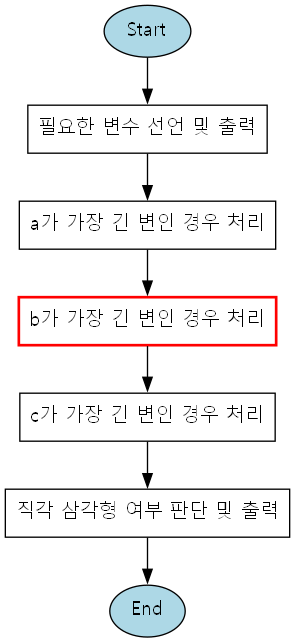 Start
필요한 변수 선언 및 출력
a가 가장 긴 변인 경우 처리
b가 가장 긴 변인 경우 처리
c가 가장 긴 변인 경우 처리
직각 삼각형 여부 판단 및 출력
End